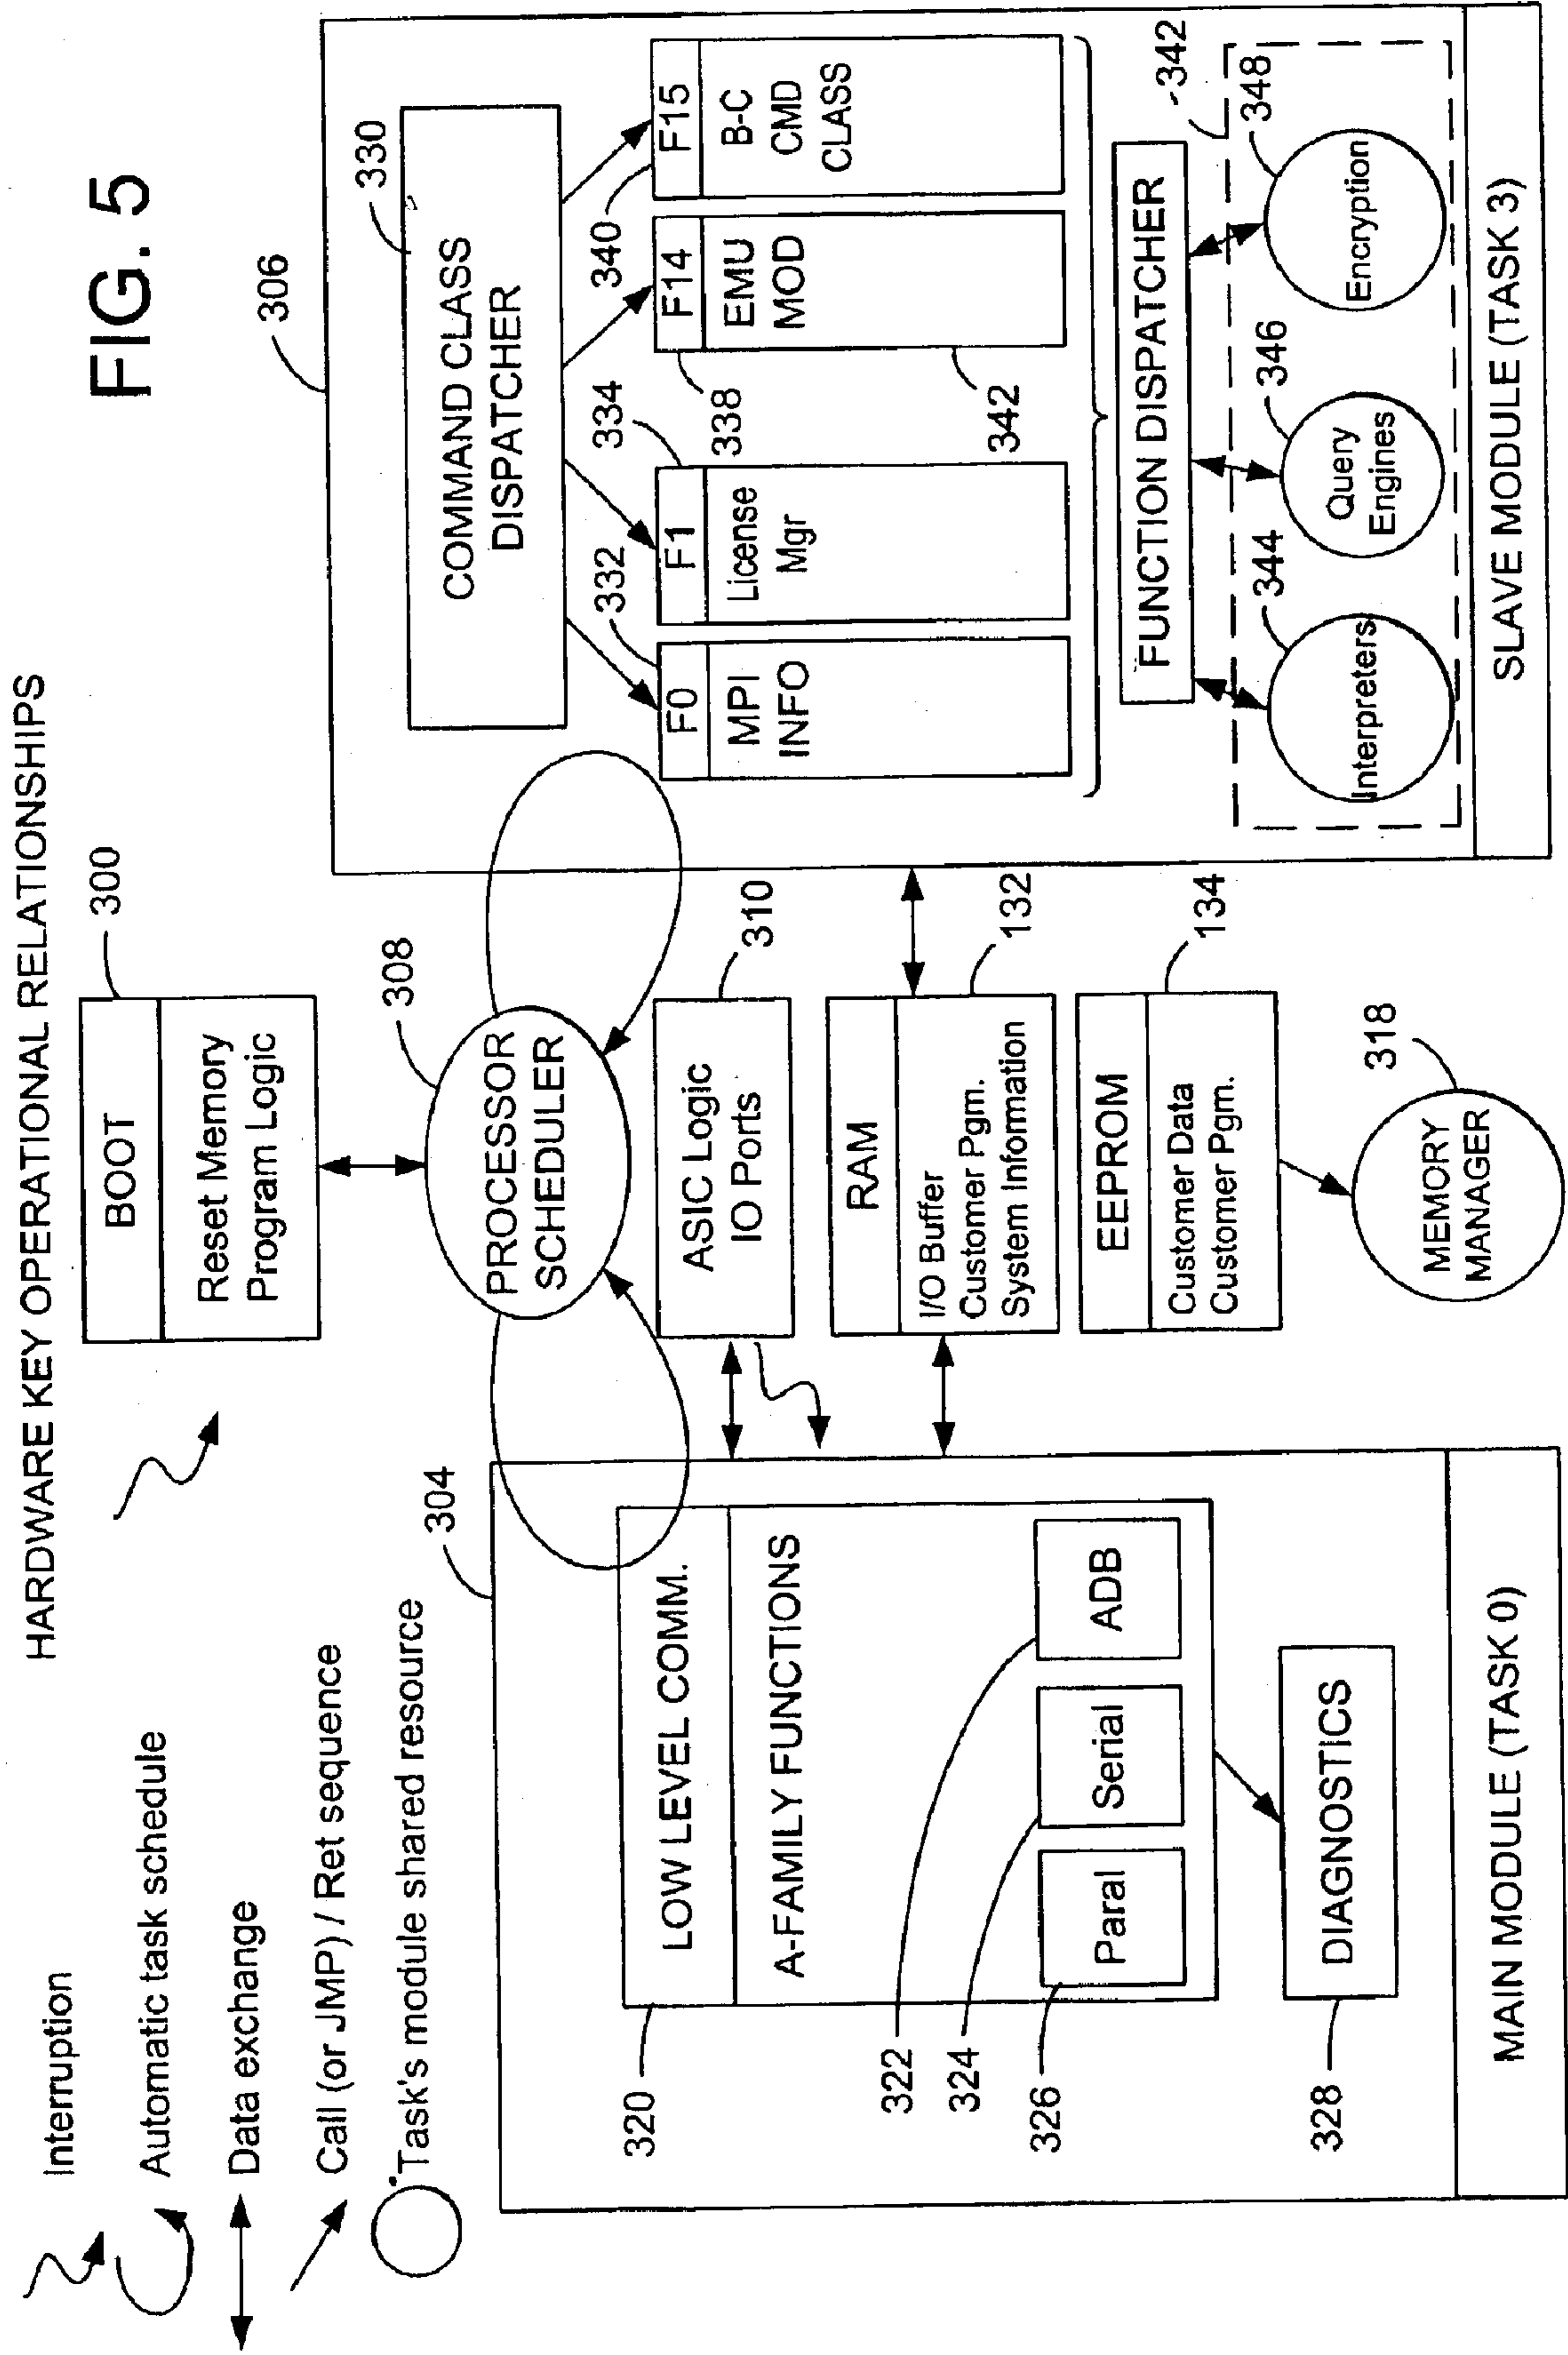 HARDWARE KEY OPERATIONAL RELATIONSHIPS
FIG. 5
Interruption
Automatic task schedule
Data exchange
Call (or JMP) / Ret sequence
Task's module shared resource
300
BOOT
Reset Memory
Program Logic
308
PROCESSOR
SCHEDULER
310
ASIC Logic
IO Ports
132
RAM
I/O Buffer
Customer Pgm.
System Information
134
EEPROM
Customer Data
Customer Pgm.
318
MEMORY
MANAGER
304
320
LOW LEVEL COMM.
A-FAMILY FUNCTIONS
322
324
326
Paral
Serial
ADB
328
DIAGNOSTICS
MAIN MODULE (TASK 0)
306
330
COMMAND CLASS
DISPATCHER
332
334
338
340
F0
MPI
INFO
F1
License
Mgr
F14
EMU
MOD
F15
B-C
CMD
CLASS
342
FUNCTION DISPATCHER
342
344
346
348
Interpreters
Query
Engines
Encryption
SLAVE MODULE (TASK 3)